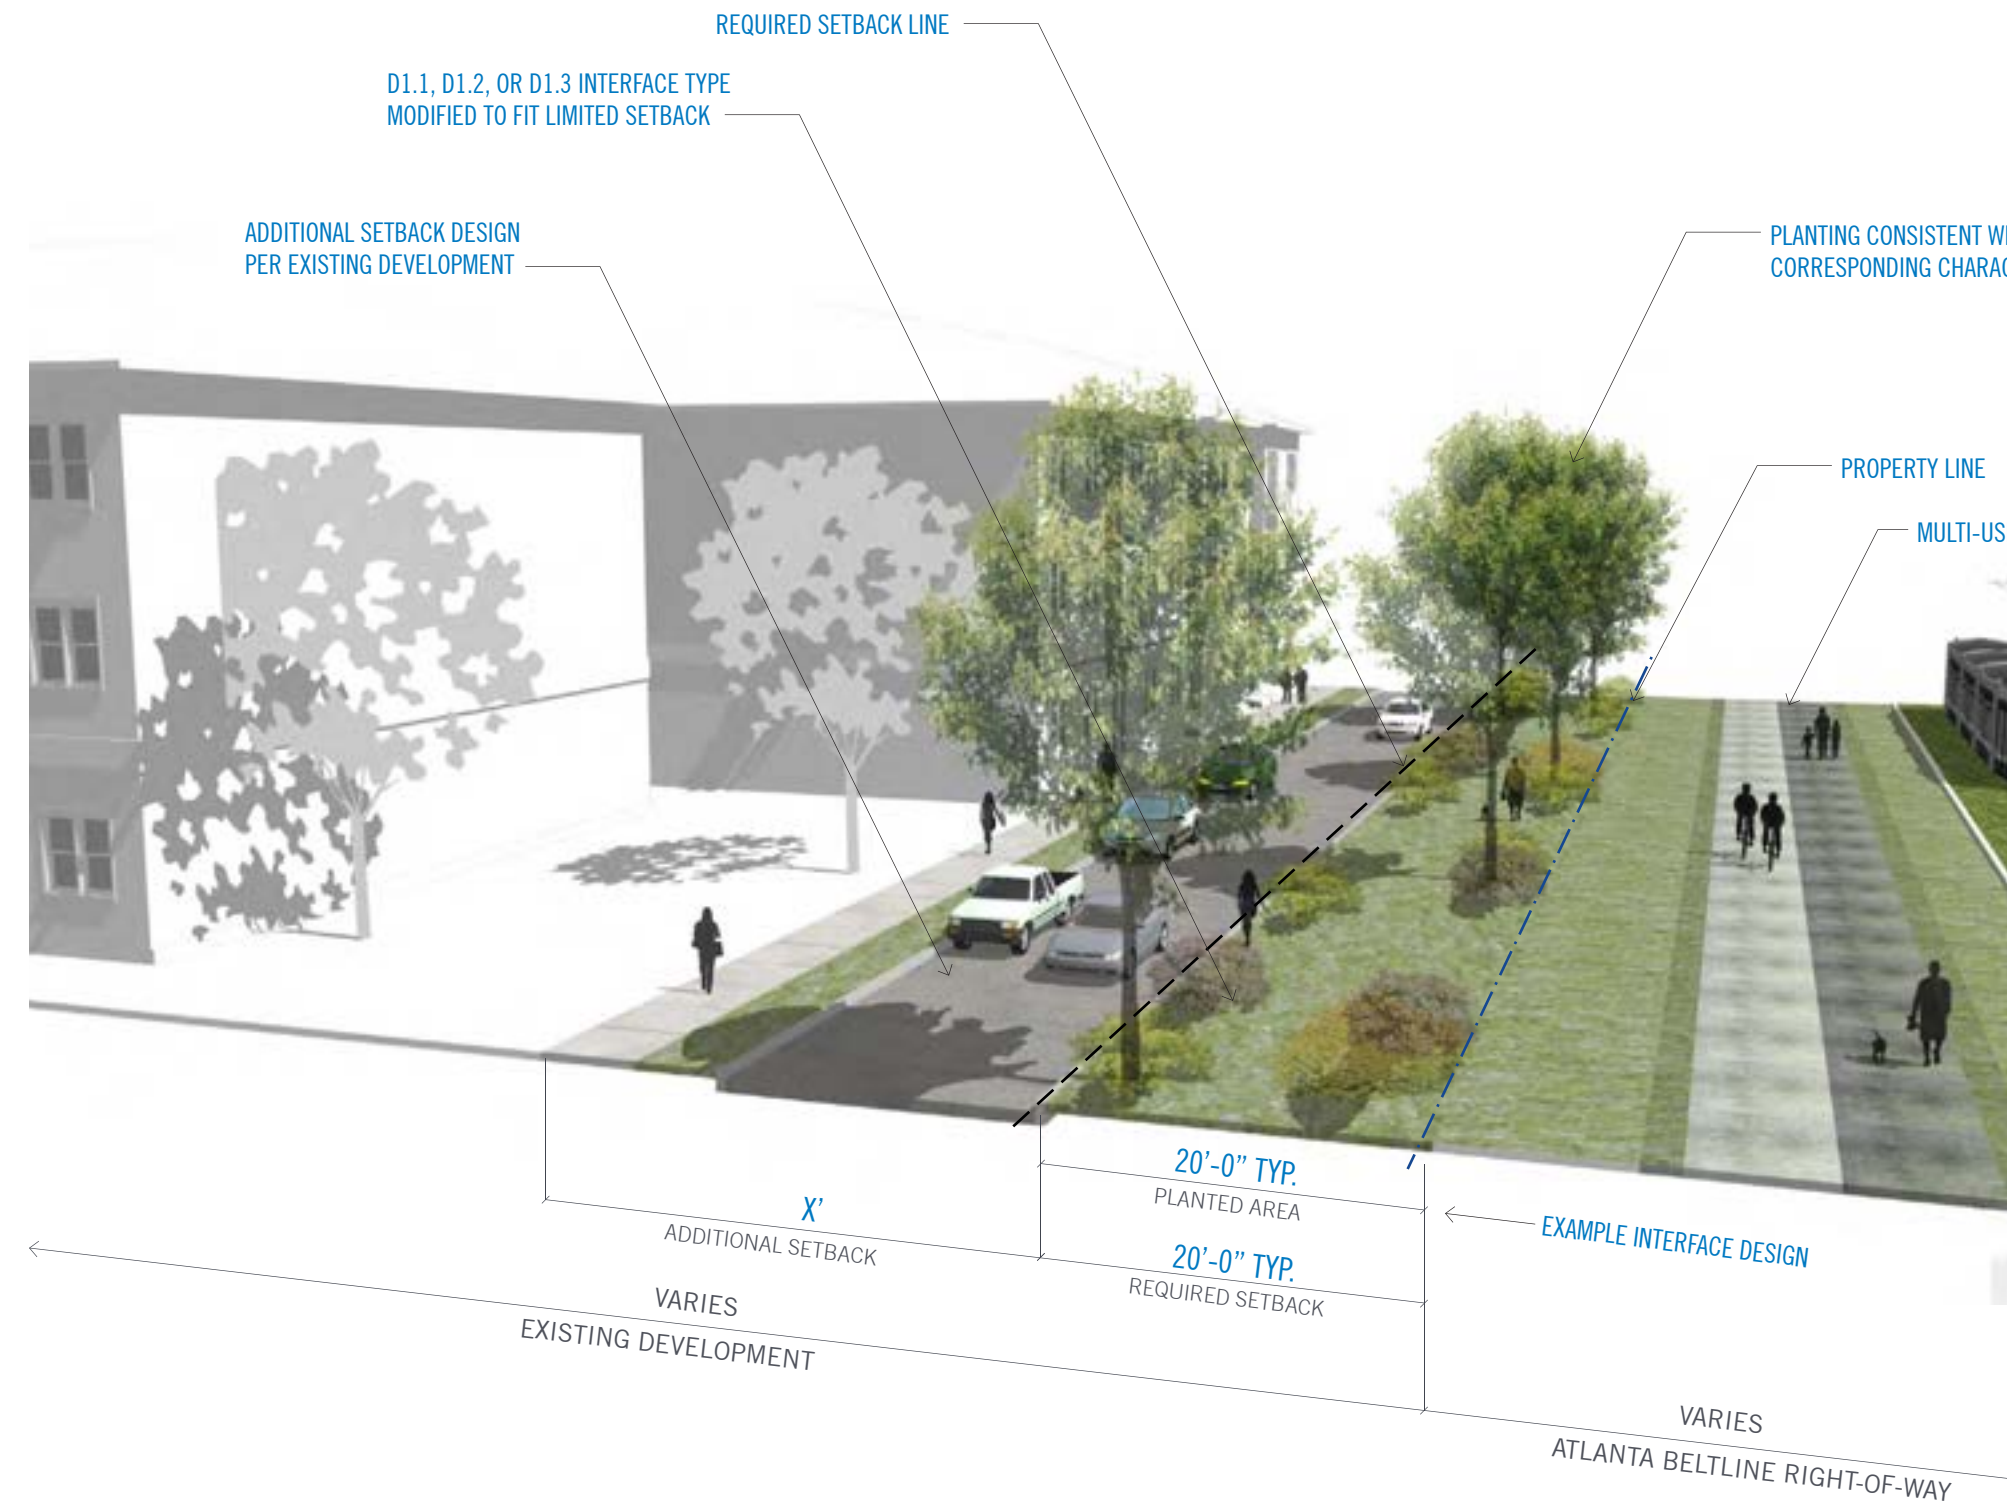 REQUIRED SETBACK LINE
D1.1, D1.2, OR D1.3 INTERFACE TYPE
MODIFIED TO FIT LIMITED SETBACK
ADDITIONAL SETBACK DESIGN
PER EXISTING DEVELOPMENT
PLANTING CONSISTENT
CORRESPONDING
PROPERTY LINE
MULTI-US
20'-0" TYP.
PLANTED AREA
X'
ADDITIONAL SETBACK
20'-0" TYP.
REQUIRED SETBACK
EXAMPLE INTERFACE DESIGN
VARIES
EXISTING DEVELOPMENT
VARIES
ATLANTA BELTLINE RIGHT-OF-WAY